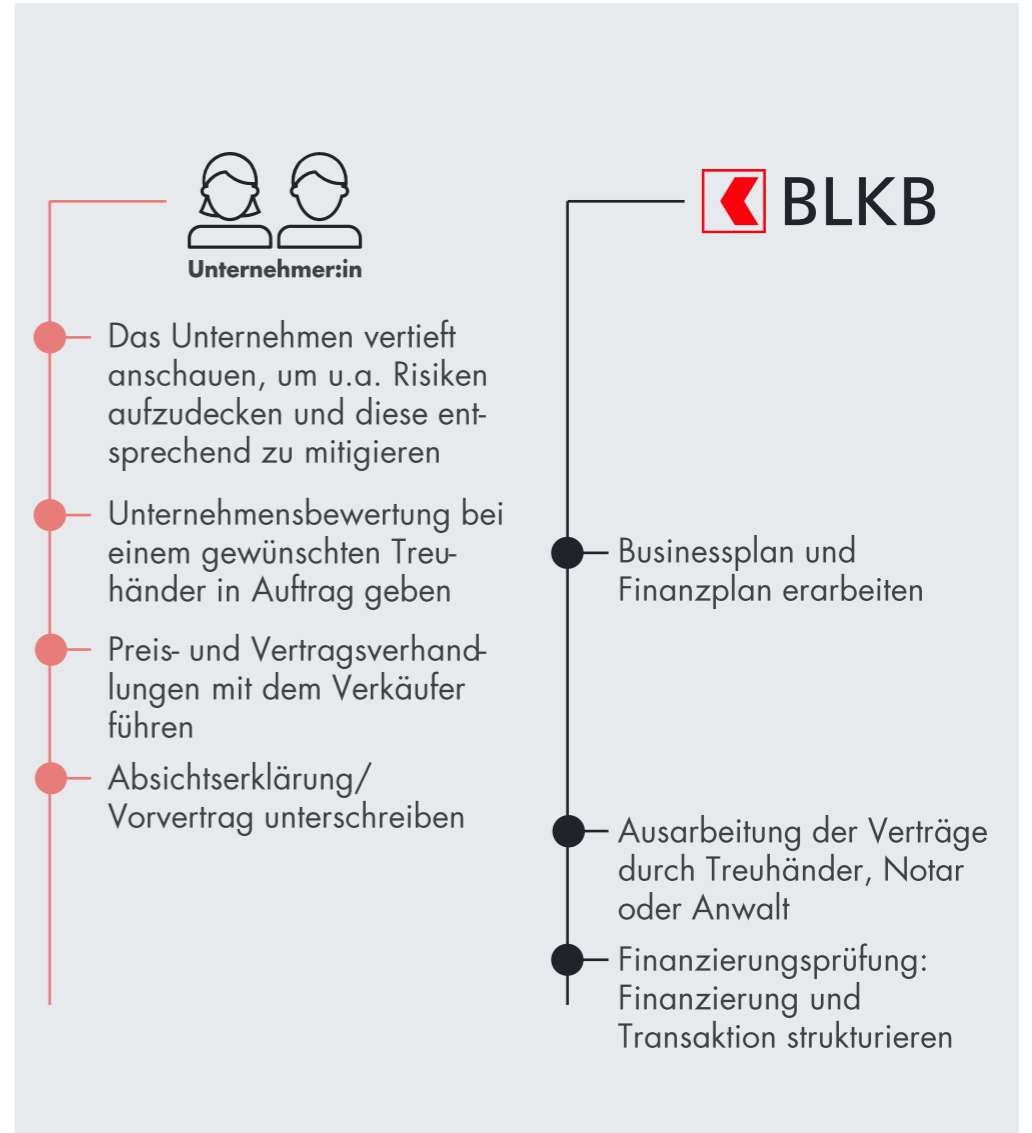 Unternehmer:in
Das Unternehmen vertieft
anschauen, um u.a. Risiken
aufzudecken und diese ent-
sprechend zu mitigieren
Unternehmensbewertung bei
einem gewünschten Treu-
händer in Auftrag geben
Preis- und Vertragsverhand-
lungen mit dem Verkäufer
führen
Absichtserklärung/
Vorvertrag unterschreiben
BLKB
Businessplan und
Finanzplan erarbeiten
Ausarbeitung der Verträge
durch Treuhänder, Notar
oder Anwalt
Finanzierungsprüfung:
Finanzierung und
Transaktion strukturieren